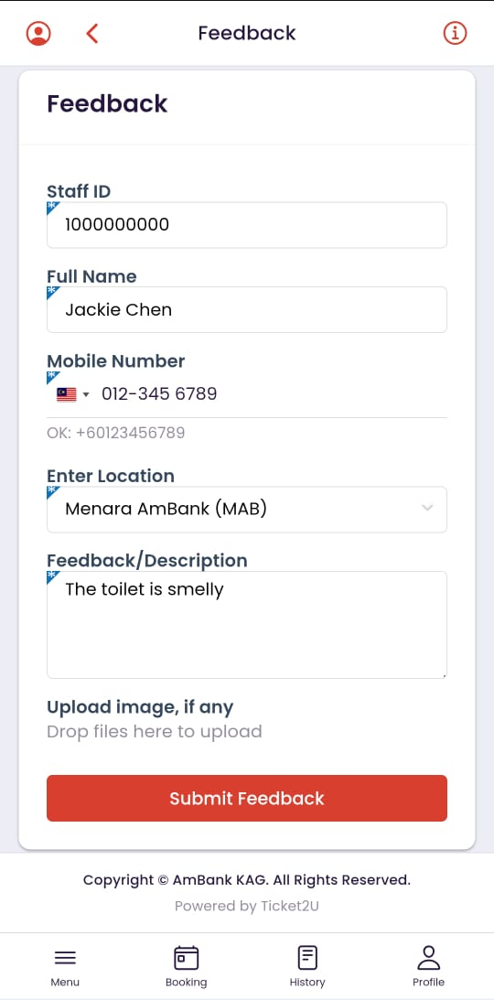 Feedback
Feedback
Staff ID
1000000000
Full Name
Jackie Chen
Mobile Number
012-345 6789
OK: +60123456789
Enter Location
Menara AmBank (MAB)
Feedback/Description
The toilet is smelly
Upload image, if any
Drop files here to upload
Submit Feedback
Copyright © AmBank KAG. All Rights Reserved.
Powered by Ticket2U
Menu
Booking
History
Profile